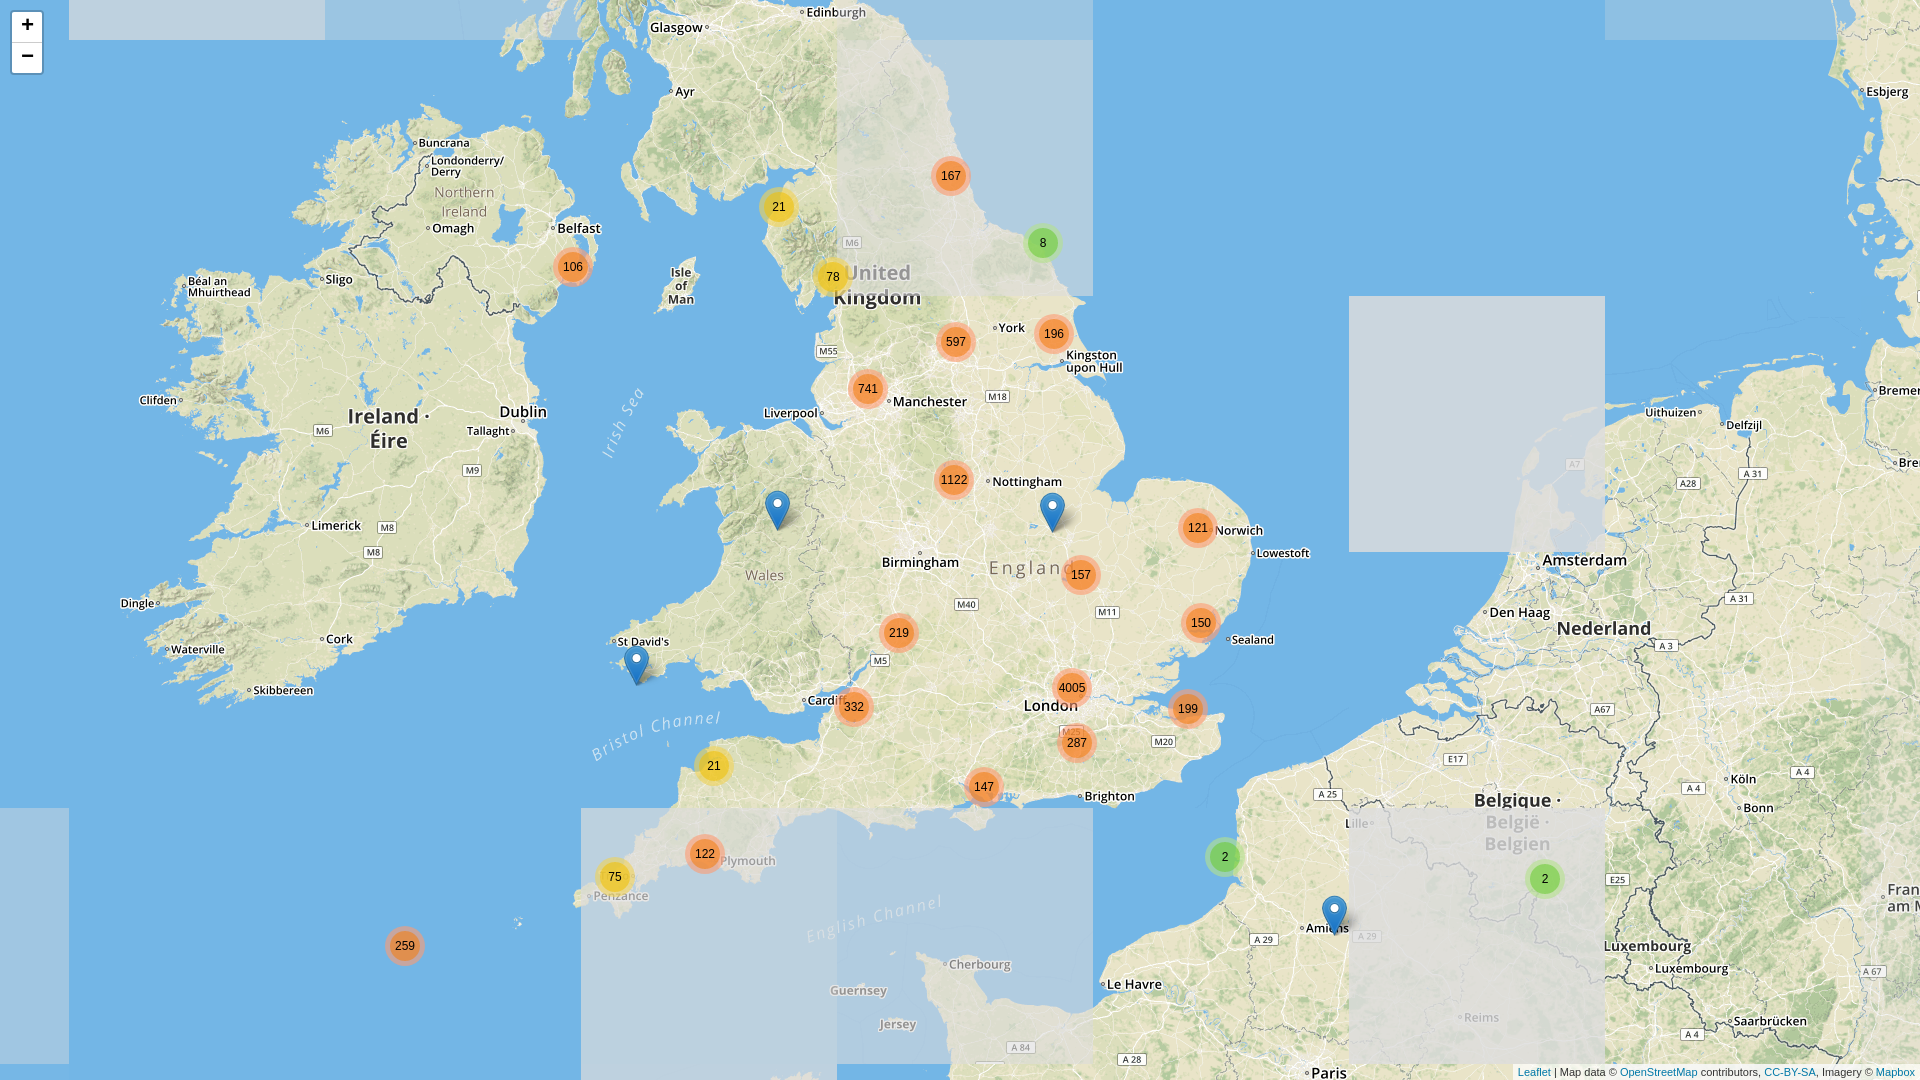 +
−
Edinburgh
Glasgow
Ayr
Esbjerg
Buncrana
Londonderry/
Derry
167
Northern
Ireland
21
Omagh
Belfast
8
M6
106
Isle
of
Man
78
United
Kingdom
Sligo
Béal an
Mhuirthead
York
196
597
M55
Kingston
upon Hull
741
Manchester
M18
Clifden
Liverpool
Dublin
Ireland ·
Éire
M6
Tallaght
Irish Sea
Uithuizen
Delfzijl
Bremer
Bre
A7
A 31
A28
M9
1122
Nottingham
Limerick
M8
M8
121
Norwich
Lowestoft
Birmingham
England
157
Wales
Amsterdam
A 31
Dingle
M40
M11
Den Haag
Nederland
219
150
Sealand
Cork
St David's
Waterville
M5
A 3
Skibbereen
4005
Cardiff
332
London
199
A67
Bristol Channel
M25
287
M20
E17
21
147
Brighton
A 25
Köln
A 4
A 4
Bonn
Belgique ·
België ·
Belgien
Lille
122
Plymouth
2
75
Penzance
2
E25
Fran
am M
English Channel
Amiens
A 29
A 29
259
Luxembourg
Luxembourg
Cherbourg
A 67
Le Havre
Guernsey
Reims
Jersey
Saarbrücken
A 84
A 28
A 4
Paris
Leaflet | Map data © OpenStreetMap contributors, CC-BY-SA, Imagery © Mapbox